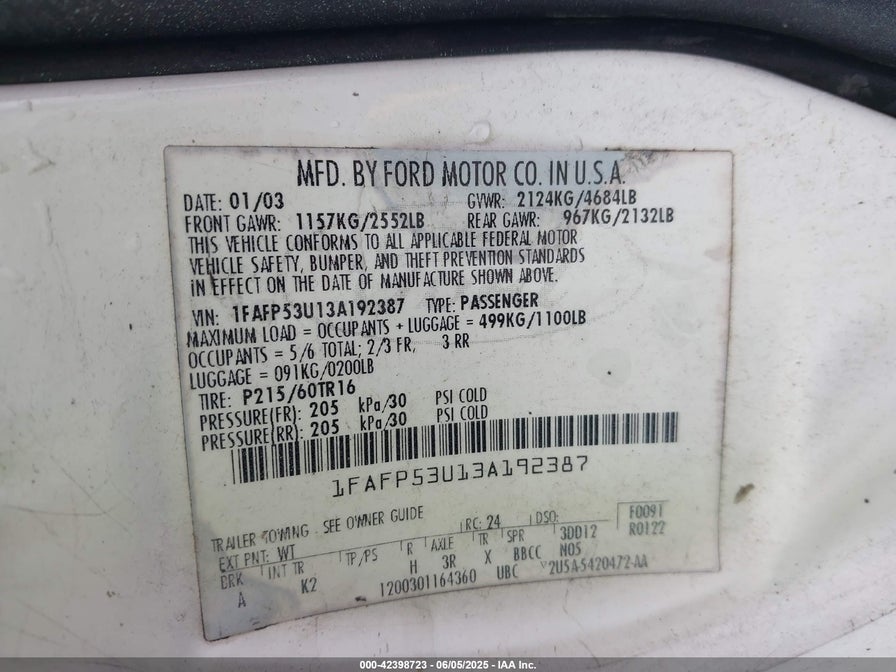 MFD. BY FORD MOTOR CO. IN U.S.A.
DATE: 01/03 GVWR: 2124KG/4684LB
FRONT GAWR: 1157KG/2552LB REAR GAWR: 967KG/2132LB
THIS VEHICLE CONFORMS TO ALL APPLICABLE FEDERAL MOTOR
VEHICLE SAFETY, BUMPER, AND THEFT PREVENTION STANDARDS
IN EFFECT ON THE DATE OF MANUFACTURE SHOWN ABOVE.
VIN: 1FAFP53U13A192387 TYPE: PASSENGER
MAXIMUM LOAD = OCCUPANTS + LUGGAGE = 499KG/1100LB
OCCUPANTS = 5/6 TOTAL; 2/3 FR, 3 RR
LUGGAGE = 091KG/0200LB
TIRE: P215/60TR16
PRESSURE(FR): 205 kPa/30 PSI COLD
PRESSURE(RR): 205 kPa/30 PSI COLD
1FAFP53U13A192387
TRAILER TOWING - SEE OWNER GUIDE
EXT PNT: WT RC: 24 DSO: F0091
R0122
BRK INT TR TP/PS R AXLE TR SPR 3DD12
A K2 H 3R X BBCC N05
1200301164360 UBC 2U5A-5420472-AA
000-42398723 - 06/05/2025 - IAA Inc.